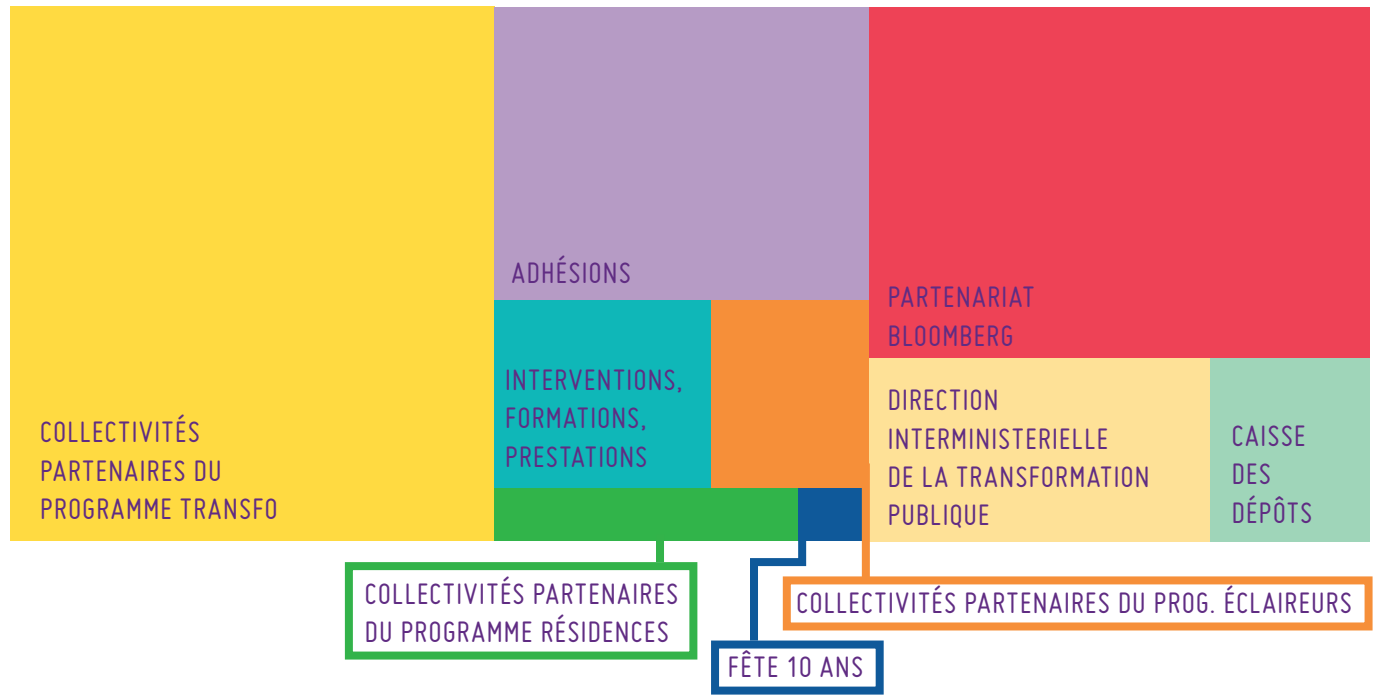 COLLECTIVITÉS
PARTENAIRES DU
PROGRAMME TRANSFO
ADHÉSIONS
INTERVENTIONS,
FORMATIONS,
PRESTATIONS
PARTENARIAT
BLOOMBERG
DIRECTION
INTERMINISTERIELLE
DE LA TRANSFORMATION
PUBLIQUE
CAISSE
DES
DÉPÔTS
COLLECTIVITÉS PARTENAIRES
DU PROGRAMME RÉSIDENCES
FÊTE 10 ANS
COLLECTIVITÉS PARTENAIRES DU PROG. ÉCLAIREURS